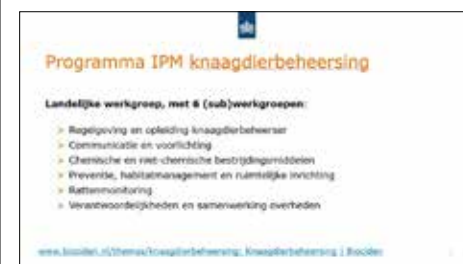 Programma IPM knaagdierbeheersing
Landelijke werkgroep, met 6 (sub)werkgroepen:
> Regelgeving en opleiding knaagdierbeheerser
> Communicatie en voorlichting
> Chemische en niet-chemische bestrijdingsmiddelen
> Preventie, habitatmanagement en ruimtelijke inrichting
> Rattenmonitoring
> Verantwoordelijkheden en samenwerking overheden
www.biociden.nl/themas/knaagdierbeheersing; Knaagdierbeheersing | Biociden